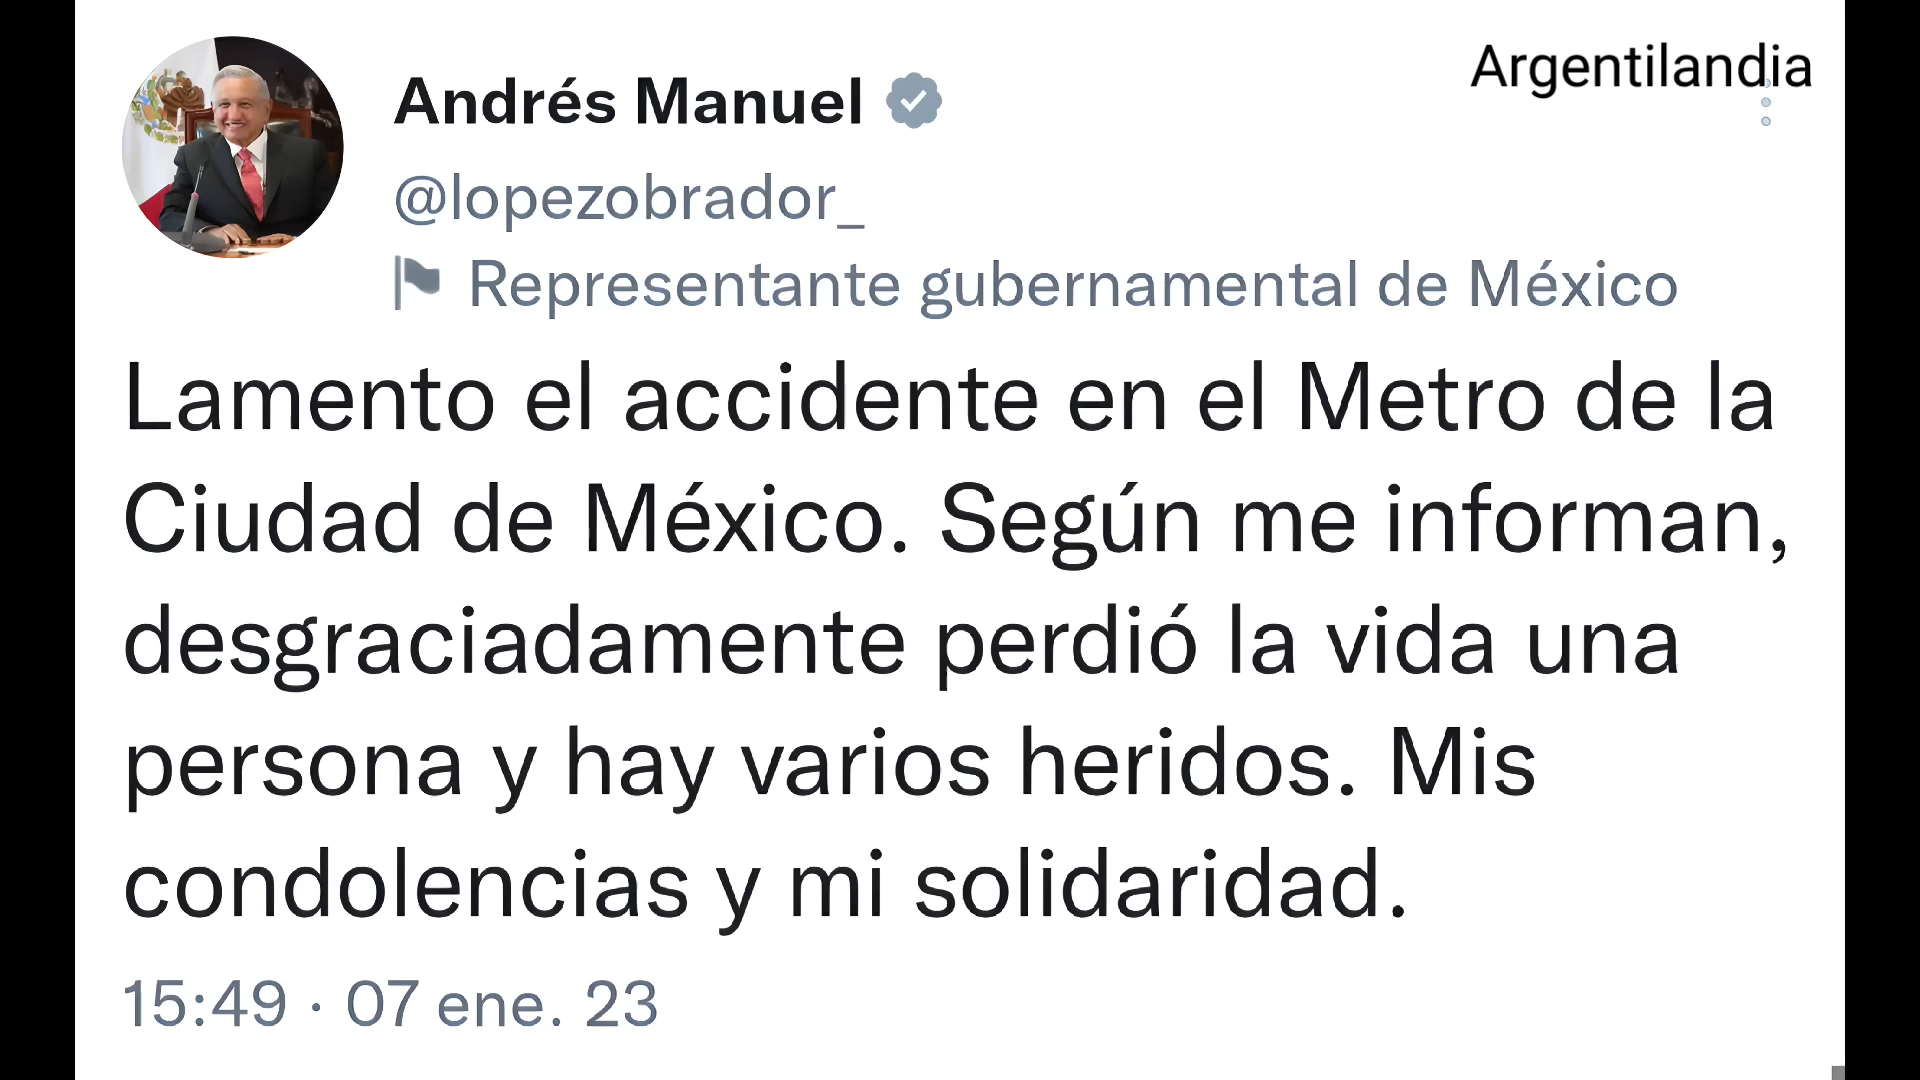 Argentilandia
Andrés Manuel
@lopezobrador_
Representante gubernamental de México
Lamento el accidente en el Metro de la
Ciudad de México. Según me informan,
desgraciadamente perdió la vida una
persona y hay varios heridos. Mis
condolencias y mi solidaridad.
15:49 · 07 ene. 23